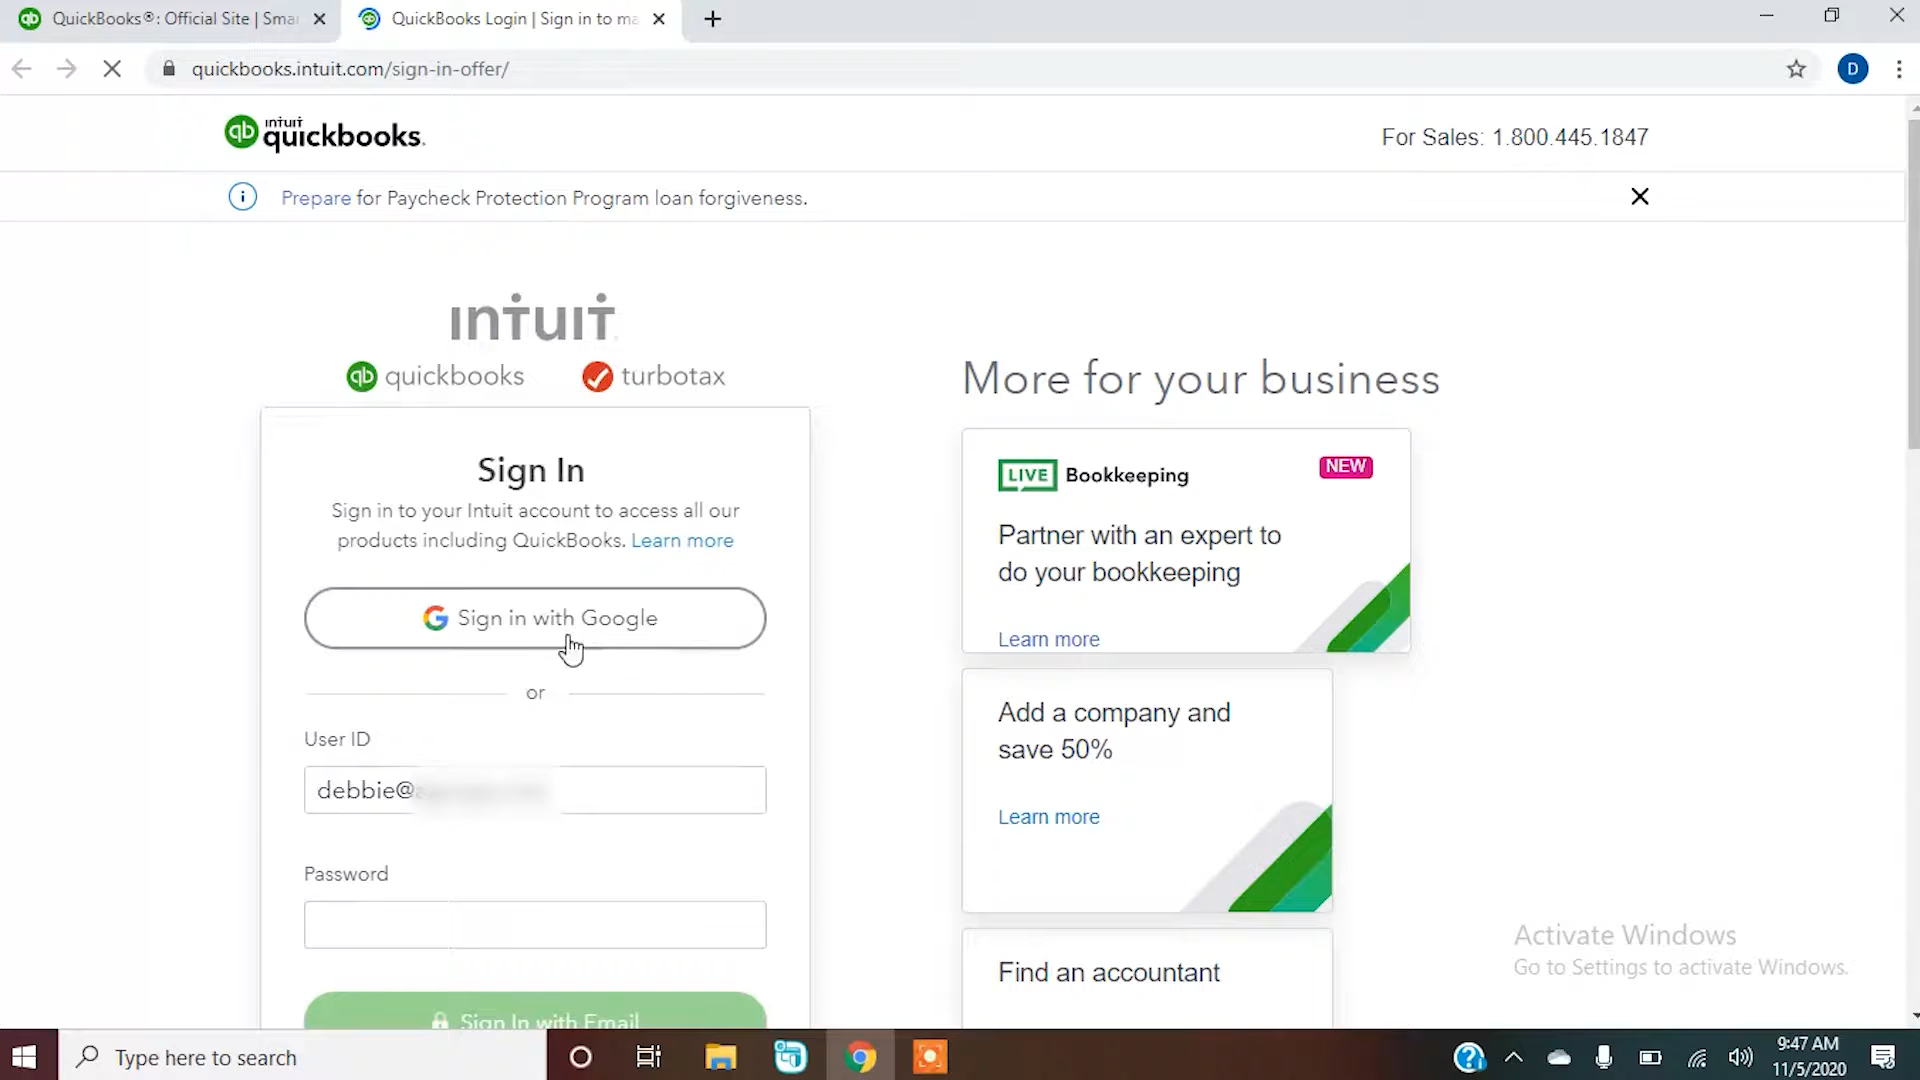 QuickBooks®: Official Site | Sma
QuickBooks Login | Sign in to ma
quickbooks.intuit.com/sign-in-offer/
D
qb intuit quickbooks.
For Sales: 1.800.445.1847
Prepare for Paycheck Protection Program loan forgiveness.
intuit
qb quickbooks
turbotax
Sign In
Sign in to your Intuit account to access all our
products including QuickBooks. Learn more
G Sign in with Google
or
User ID
debbie@
Password
Sign In with Email
More for your business
LIVE Bookkeeping
NEW
Partner with an expert to
do your bookkeeping
Learn more
Add a company and
save 50%
Learn more
Find an accountant
Activate Windows
Go to Settings to activate Windows.
Type here to search
9:47 AM
11/5/2020